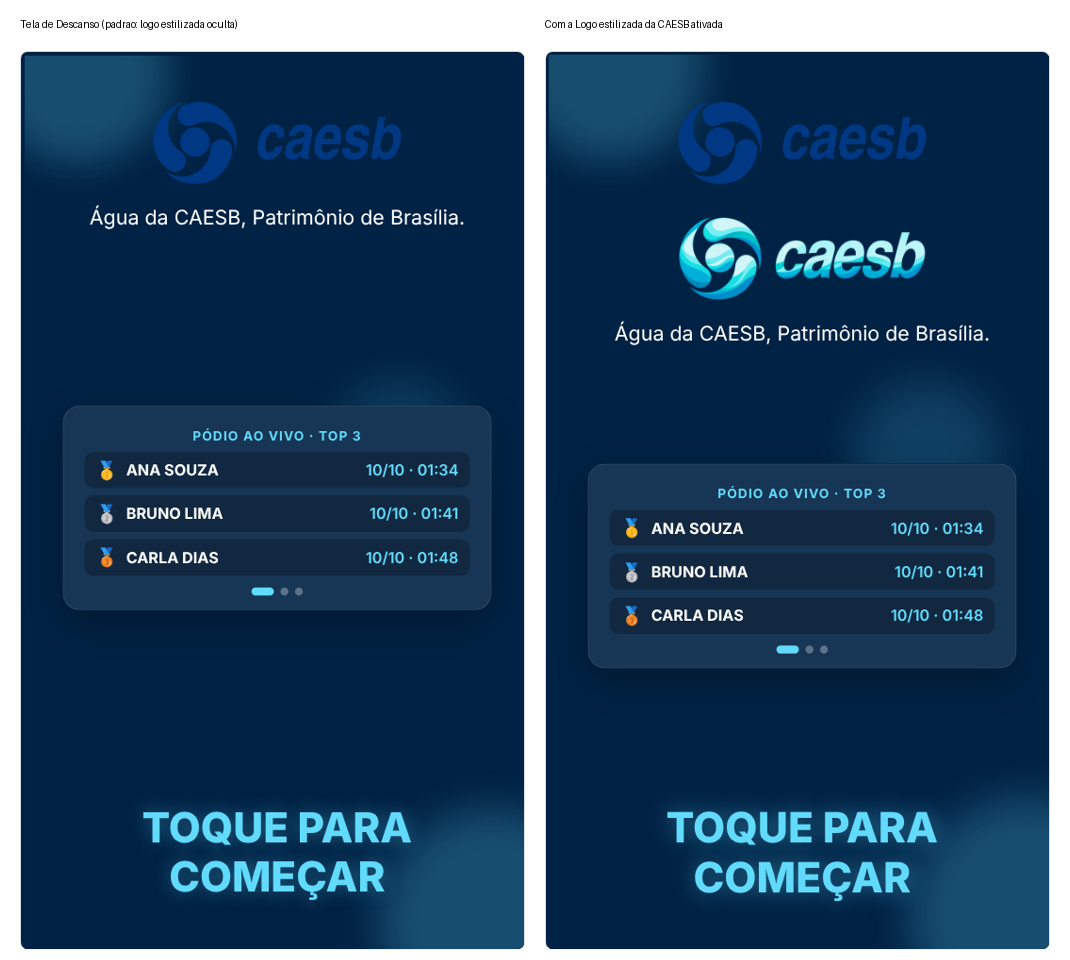 Tela de Descanso (padrao: logo estilizada oculta)
caesb
Água da CAESB, Patrimônio de Brasília.
PÓDIO AO VIVO · TOP 3
ANA SOUZA 10/10 · 01:34
BRUNO LIMA 10/10 · 01:41
CARLA DIAS 10/10 · 01:48
TOQUE PARA
COMEÇAR
Com a Logo estilizada da CAESB ativada
caesb
caesb
Água da CAESB, Patrimônio de Brasília.
PÓDIO AO VIVO · TOP 3
ANA SOUZA 10/10 · 01:34
BRUNO LIMA 10/10 · 01:41
CARLA DIAS 10/10 · 01:48
TOQUE PARA
COMEÇAR